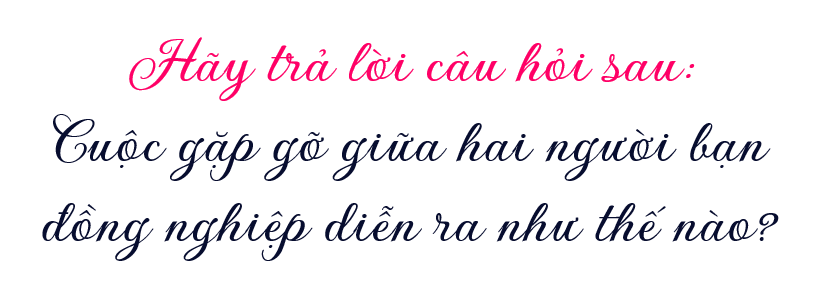 Hãy trả lời câu hỏi sau:
Cuộc gặp gỡ giữa hai người bạn
đồng nghiệp diễn ra như thế nào?